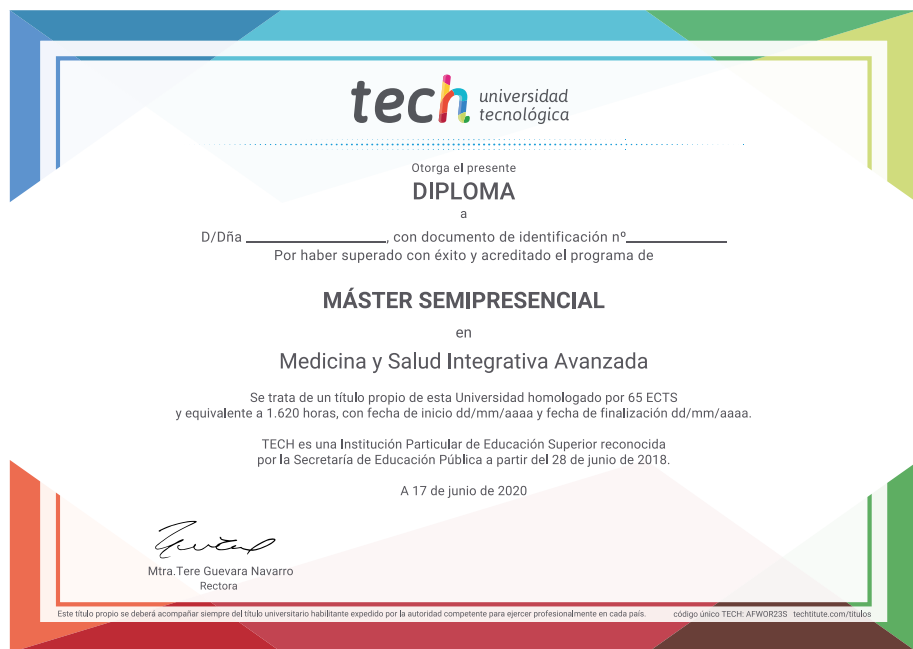 tech universidad
tecnológica
Otorga el presente
DIPLOMA
a
D/Dña ______________, con documento de identificación nº__________
Por haber superado con éxito y acreditado el programa de
MÁSTER SEMIPRESENCIAL
en
Medicina y Salud Integrativa Avanzada
Se trata de un título propio de esta Universidad homologado por 65 ECTS
y equivalente a 1.620 horas, con fecha de inicio dd/mm/aaaa y fecha de finalización dd/mm/aaaa.
TECH es una Institución Particular de Educación Superior reconocida
por la Secretaría de Educación Pública a partir del 28 de junio de 2018.
A 17 de junio de 2020
Mtra.Tere Guevara Navarro
Rectora
Este título propio se deberá acompañar siempre del título universitario habilitante expedido por la autoridad competente para ejercer profesionalmente en cada país. código único TECH: AFWOR23S techtitute.com/titulos